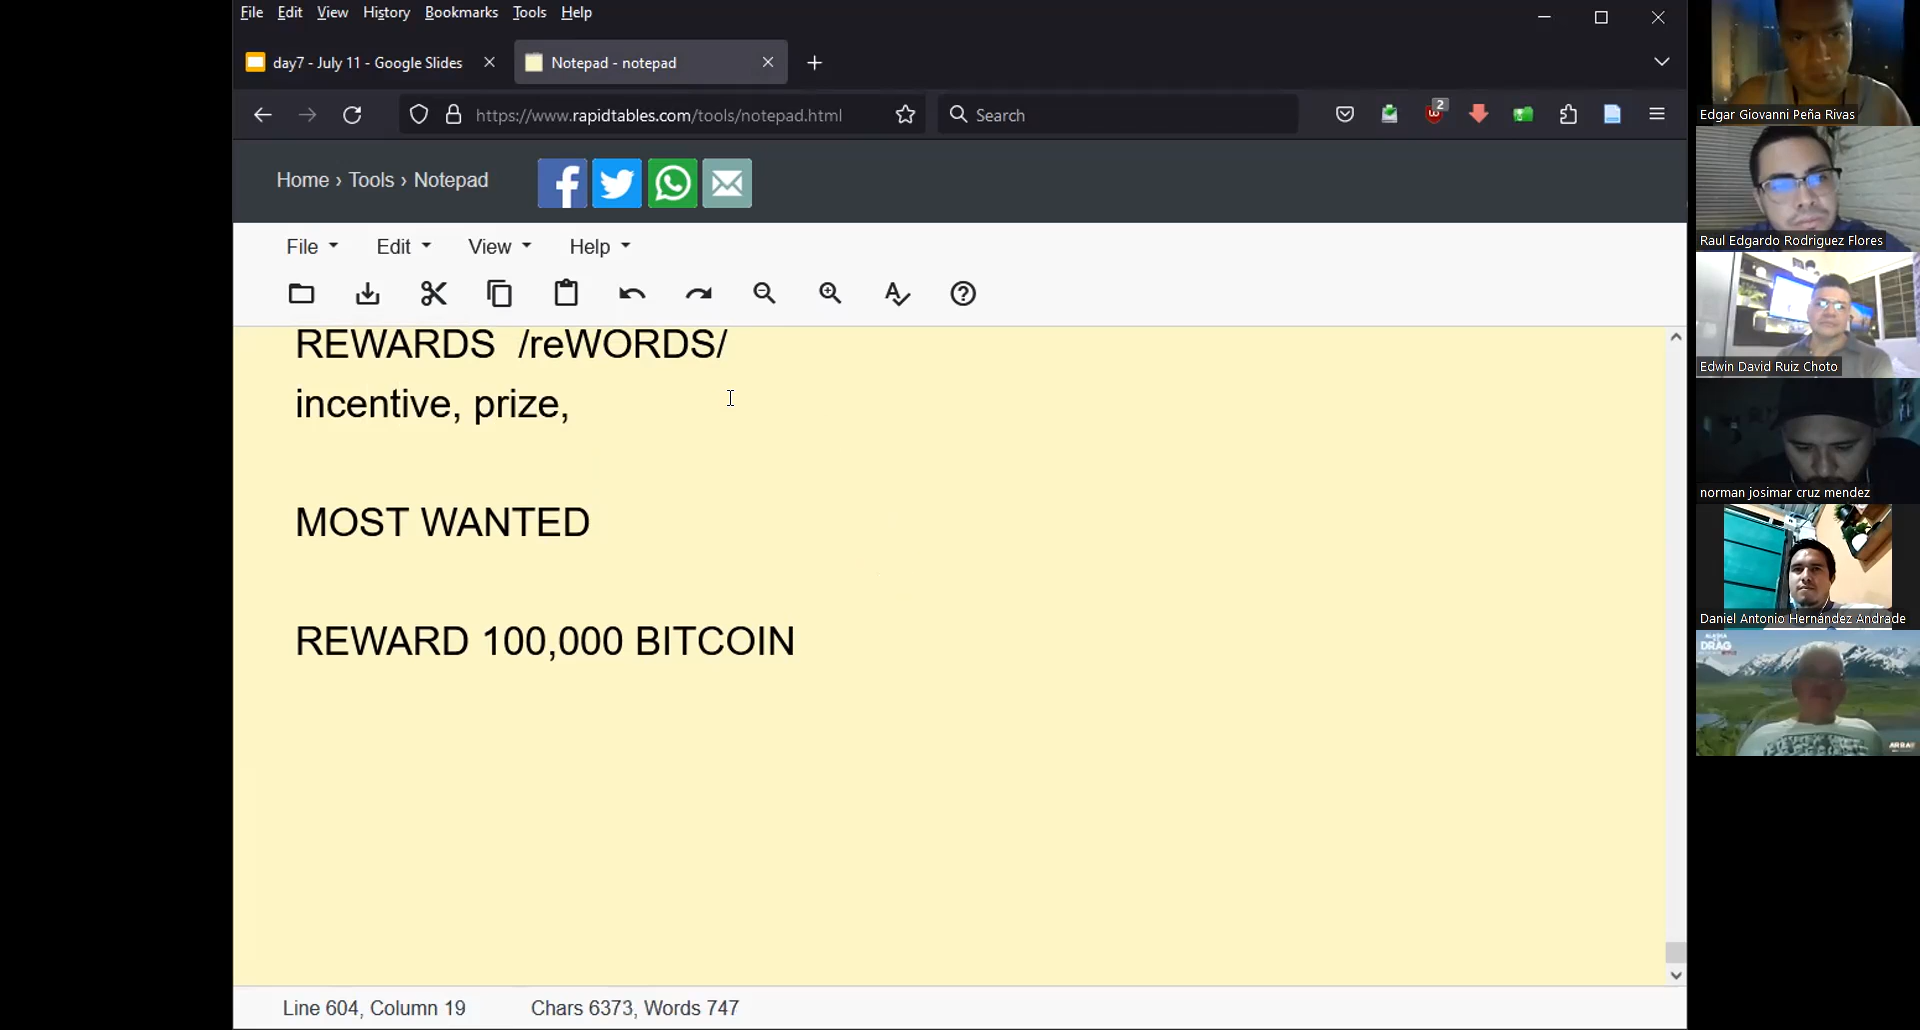 File Edit View History Bookmarks Tools Help
day7 - July 11 - Google Slides
Notepad - notepad
https://www.rapidtables.com/tools/notepad.html
Search
2
Home › Tools › Notepad
File Edit View Help
REWARDS /reWORDS/
incentive, prize,
MOST WANTED
REWARD 100,000 BITCOIN
Line 604, Column 19 Chars 6373, Words 747
Edgar Giovanni Peña Rivas
Raul Edgardo Rodriguez Flores
Edwin David Ruiz Choto
norman josimar cruz mendez
Daniel Antonio Hernández Andrade
DRAG